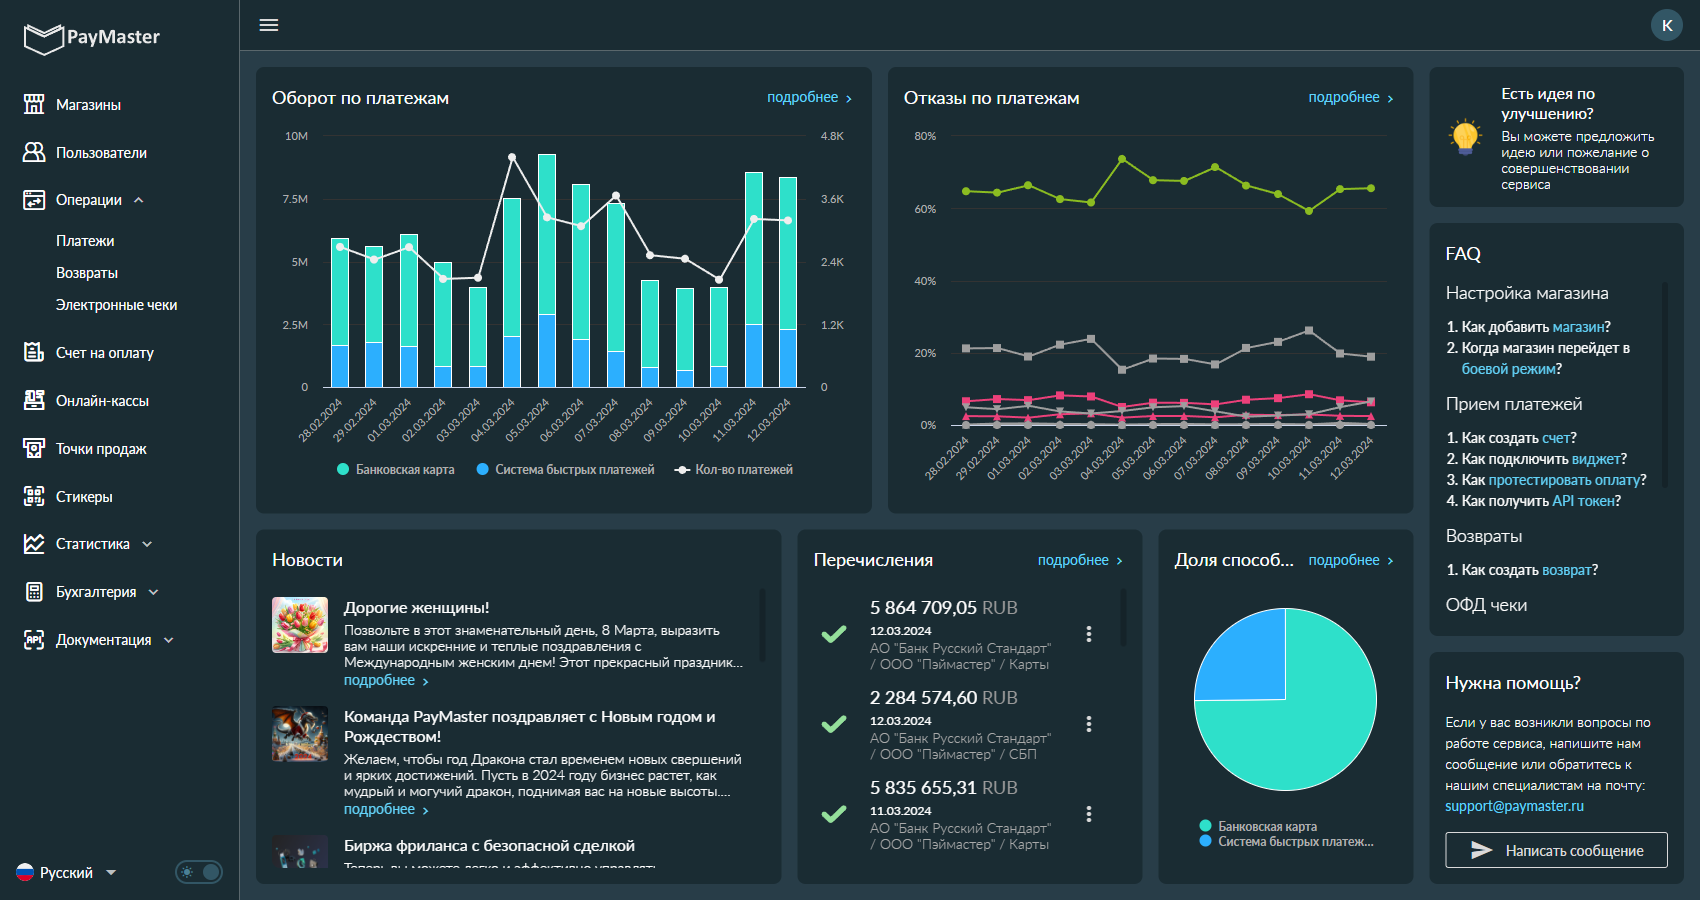 PayMaster
K
Магазины
Пользователи
Операции
Платежи
Возвраты
Электронные чеки
Счет на оплату
Онлайн-кассы
Точки продаж
Стикеры
Статистика
Бухгалтерия
API Документация
Русский
Оборот по платежам
подробнее
10M
7.5M
5M
2.5M
0
4.8K
3.6K
2.4K
1.2K
0
28.02.2024
29.02.2024
01.03.2024
02.03.2024
03.03.2024
04.03.2024
05.03.2024
06.03.2024
07.03.2024
08.03.2024
09.03.2024
10.03.2024
11.03.2024
12.03.2024
Банковская карта
Система быстрых платежей
Кол-во платежей
Отказы по платежам
подробнее
80%
60%
40%
20%
0%
28.02.2024
29.02.2024
01.03.2024
02.03.2024
03.03.2024
04.03.2024
05.03.2024
06.03.2024
07.03.2024
08.03.2024
09.03.2024
10.03.2024
11.03.2024
12.03.2024
Есть идея по
улучшению?
Вы можете предложить
идею или пожелание о
совершенствовании
сервиса
FAQ
Настройка магазина
1. Как добавить магазин?
2. Когда магазин перейдет в
боевой режим?
Прием платежей
1. Как создать счет?
2. Как подключить виджет?
3. Как протестировать оплату?
4. Как получить API токен?
Возвраты
1. Как создать возврат?
ОФД чеки
Новости
Дорогие женщины!
Позвольте в этот знаменательный день, 8 Марта, выразить
вам наши искренние и теплые поздравления с
Международным женским днем! Этот прекрасный праздник...
подробнее
Команда PayMaster поздравляет с Новым годом и
Рождеством!
Желаем, чтобы год Дракона стал временем новых свершений
и ярких достижений. Пусть в 2024 году бизнес растет, как
мудрый и могучий дракон, поднимая вас на новые высоты....
подробнее
Биржа фриланса с безопасной сделкой
Теперь вы можете легко и эффективно управлять
Перечисления
подробнее
5 864 709,05 RUB
12.03.2024
АО "Банк Русский Стандарт"
/ ООО "Пэймастер" / Карты
2 284 574,60 RUB
12.03.2024
АО "Банк Русский Стандарт"
/ ООО "Пэймастер" / СБП
5 835 655,31 RUB
11.03.2024
АО "Банк Русский Стандарт"
/ ООО "Пэймастер" / Карты
Доля способ...
подробнее
Банковская карта
Система быстрых платеж...
Нужна помощь?
Если у вас возникли вопросы по
работе сервиса, напишите нам
сообщение или обратитесь к
нашим специалистам на почту:
support@paymaster.ru
Написать сообщение